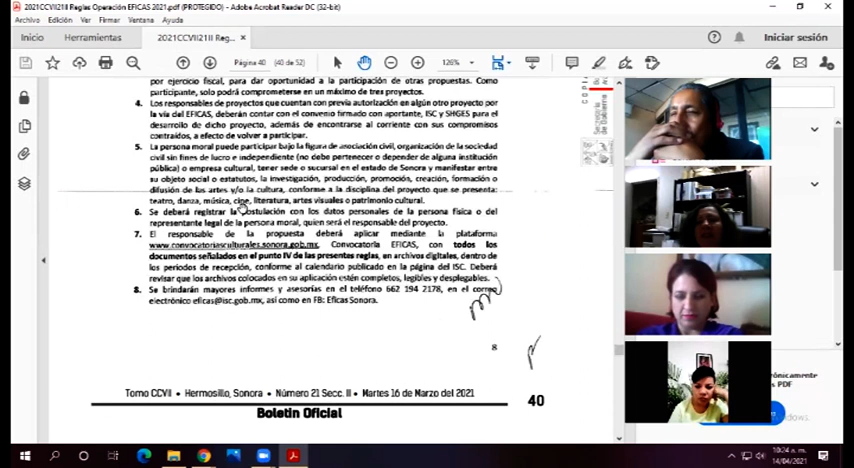 2021CCVII21II Reglas Operación EFICAS 2021.pdf (PROTEGIDO) - Adobe Acrobat Reader DC (32-bit)
Archivo Edición Ver Firmar Ventana Ayuda
Inicio Herramientas 2021CCVII21II Reg... × Iniciar sesión
Página 40 (40 de 52) 126%
por ejercicio fiscal, para dar oportunidad a la participación de otras propuestas. Como
participante, solo podrá comprometerse en un máximo de tres proyectos.
4. Los responsables de proyectos que cuentan con previa autorización en algún otro proyecto por
la vía del EFICAS, deberán contar con el convenio firmado con aportante, ISC y SHGES para el
desarrollo de dicho proyecto, además de encontrarse al corriente con sus compromisos
contraídos, a efecto de volver a participar.
5. La persona moral puede participar bajo la figura de asociación civil, organización de la sociedad
civil sin fines de lucro e independiente (no debe pertenecer o depender de alguna institución
pública) o empresa cultural, tener sede o sucursal en el estado de Sonora y manifestar entre
su objeto social o estatutos, la investigación, producción, promoción, creación, formación o
difusión de las artes y/o la cultura, conforme a la disciplina del proyecto que se presenta:
teatro, danza, música, cine, literatura, artes visuales o patrimonio cultural.
6. Se deberá registrar la postulación con los datos personales de la persona física o del
representante legal de la persona moral, quien será el responsable del proyecto.
7. El responsable de la propuesta deberá aplicar mediante la plataforma
www.convocatoriasculturales.sonora.gob.mx, Convocatoria EFICAS, con todos los
documentos señalados en el punto IV de las presentes reglas, en archivos digitales, dentro de
los periodos de recepción, conforme al calendario publicado en la página del ISC. Deberá
revisar que los archivos colocados en su aplicación estén completos, legibles y desplegables.
8. Se brindarán mayores informes y asesorías en el teléfono 662 194 2178, en el correo
electrónico eficas@isc.gob.mx, así como en FB: Eficas Sonora.
8
Tomo CCVII • Hermosillo, Sonora • Número 21 Secc. II • Martes 16 de Marzo del 2021
Boletin Oficial
40
COPIA
Secretaría
de Gobierno
PDF
10:24 a. m.
14/04/2021